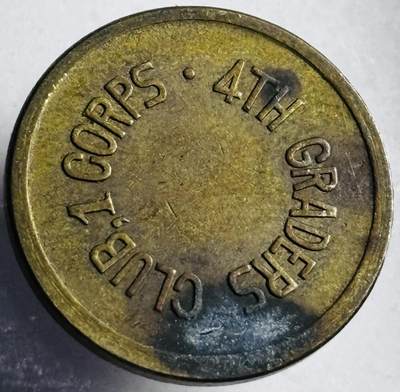 4TH GRADERS CLUB. 1 CORPS ·